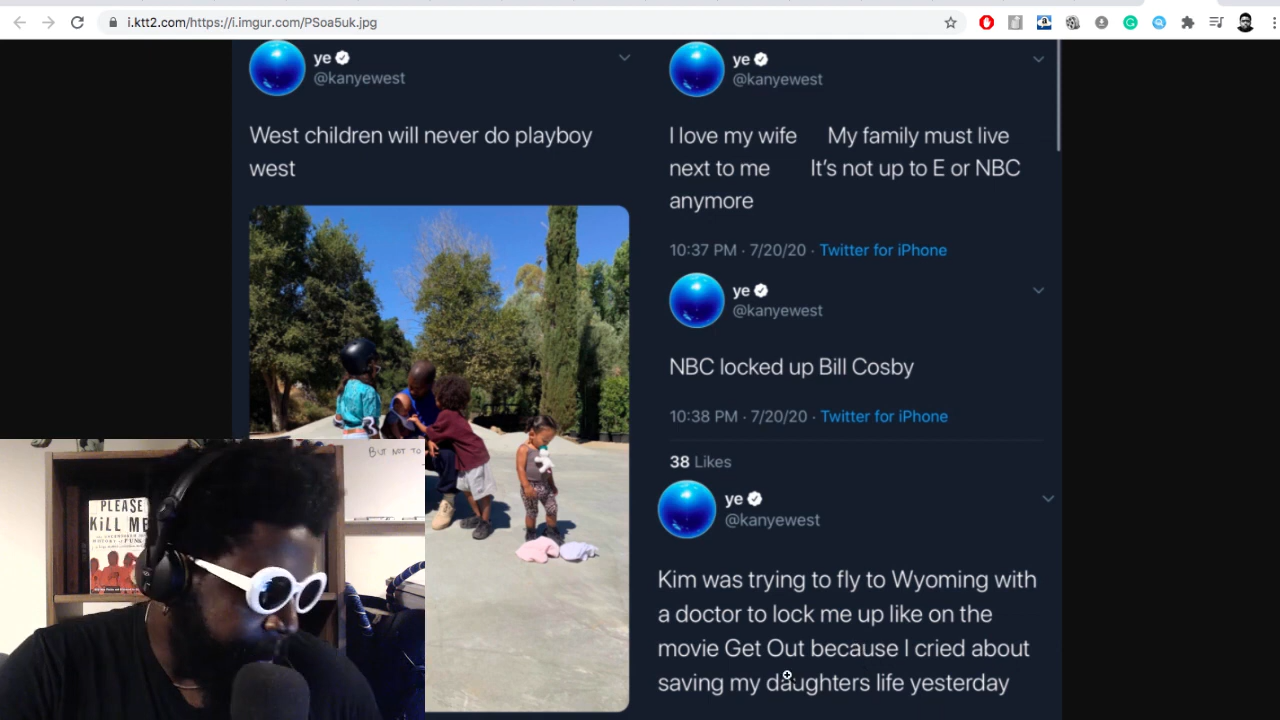 i.ktt2.com/https://i.imgur.com/PSoa5uk.jpg
ye
@kanyewest
West children will never do playboy
west
ye
@kanyewest
I love my wife My family must live
next to me It's not up to E or NBC
anymore
10:37 PM · 7/20/20 · Twitter for iPhone
ye
@kanyewest
NBC locked up Bill Cosby
10:38 PM · 7/20/20 · Twitter for iPhone
38 Likes
ye
@kanyewest
Kim was trying to fly to Wyoming with
a doctor to lock me up like on the
movie Get Out because I cried about
saving my daughters life yesterday
BUT NOT TO
PLEASE
KILL ME